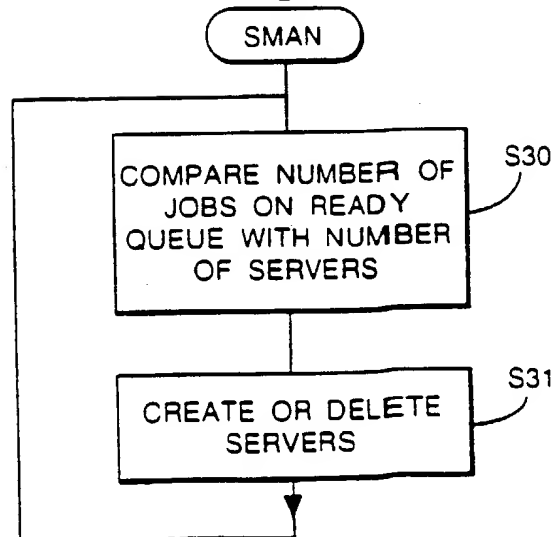 SMAN
COMPARE NUMBER OF
JOBS ON READY
QUEUE WITH NUMBER
OF SERVERS
S30
CREATE OR DELETE
SERVERS
S31